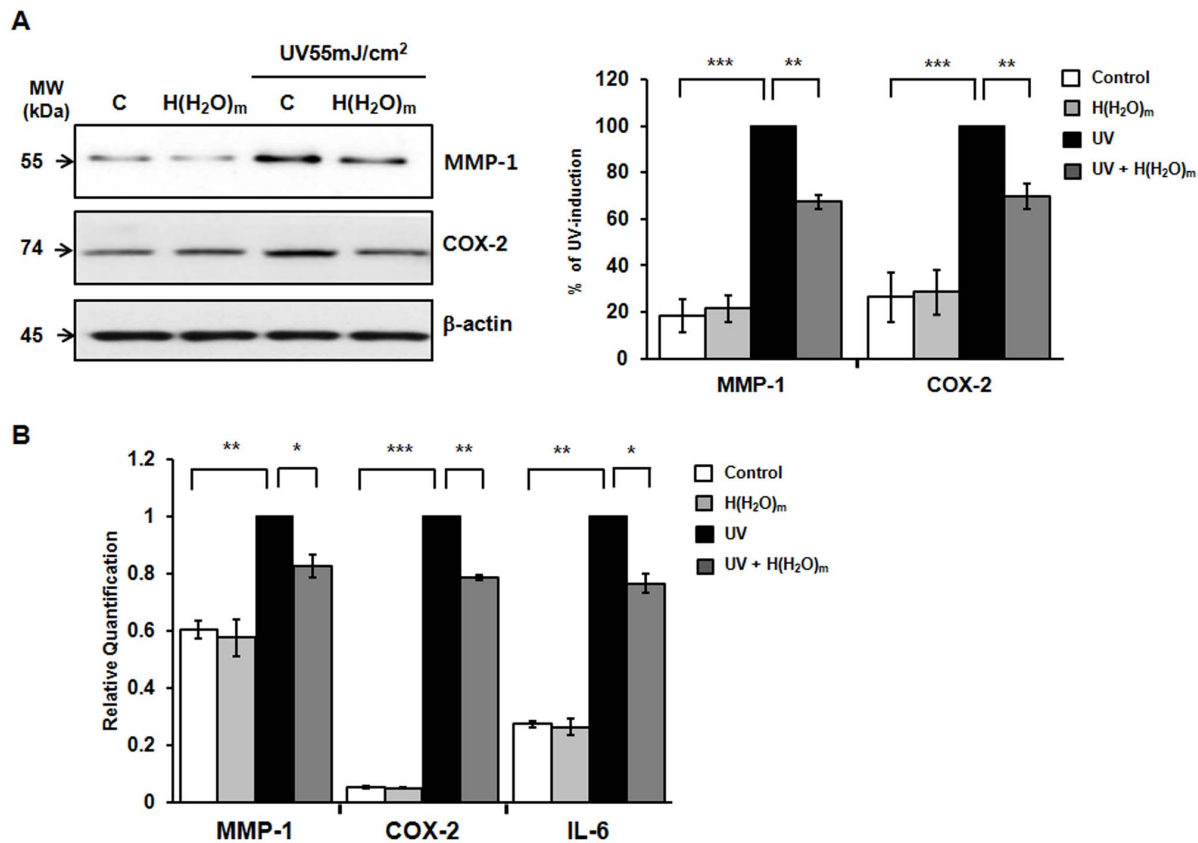 A
UV55mJ/cm²
MW
(kDa)
C H(H₂O)ₘ C H(H₂O)ₘ
55 MMP-1
74 COX-2
45 β-actin
*** ** *** **
% of UV-induction
120
100
80
60
40
20
0
MMP-1 COX-2
Control
H(H₂O)ₘ
UV
UV + H(H₂O)ₘ
B
** * *** ** ** *
Relative Quantification
1.2
1
0.8
0.6
0.4
0.2
0
MMP-1 COX-2 IL-6
Control
H(H₂O)ₘ
UV
UV + H(H₂O)ₘ